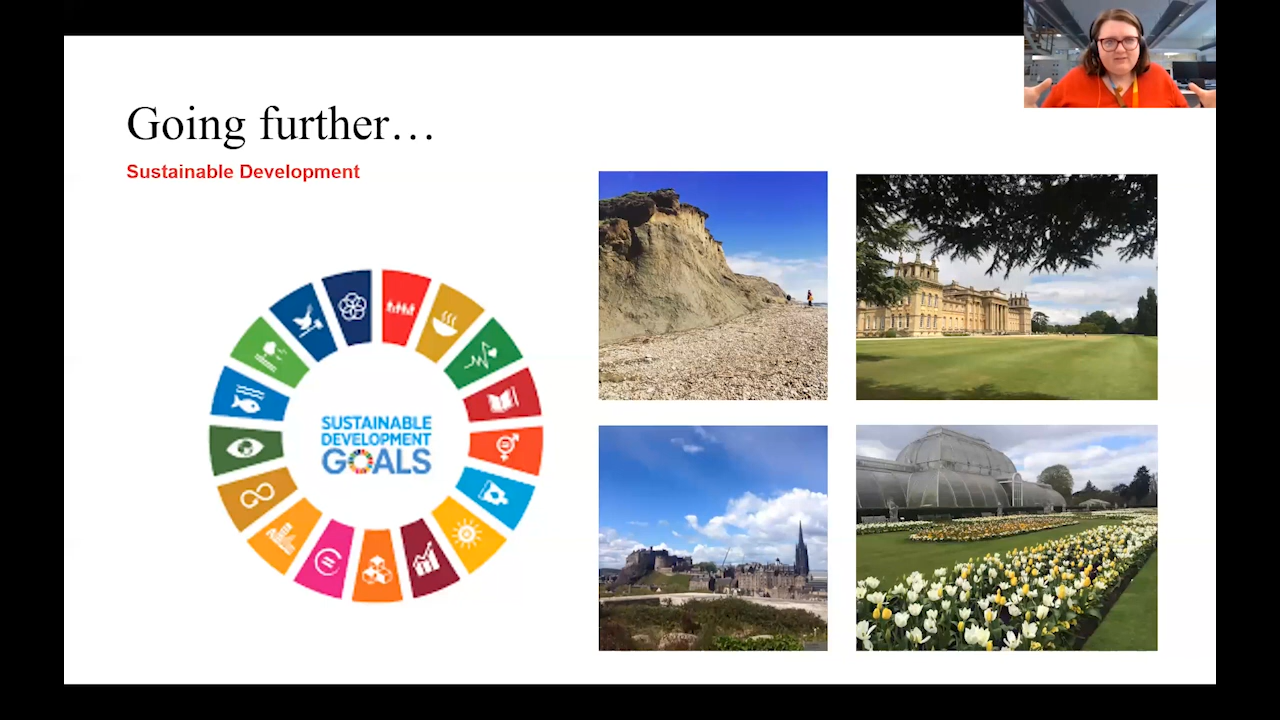 Going further…
Sustainable Development
SUSTAINABLE
DEVELOPMENT
GOALS